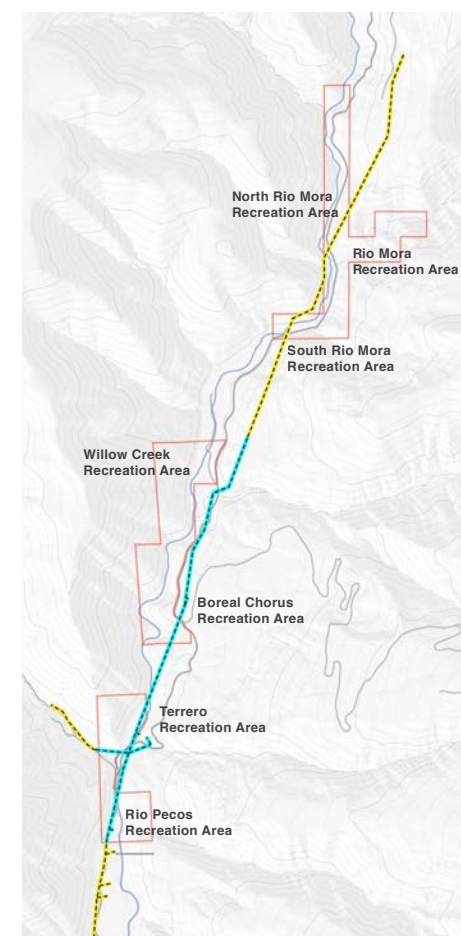 North Rio Mora
Recreation Area
Rio Mora
Recreation Area
South Rio Mora
Recreation Area
Willow Creek
Recreation Area
Boreal Chorus
Recreation Area
Terrero
Recreation Area
Rio Pecos
Recreation Area